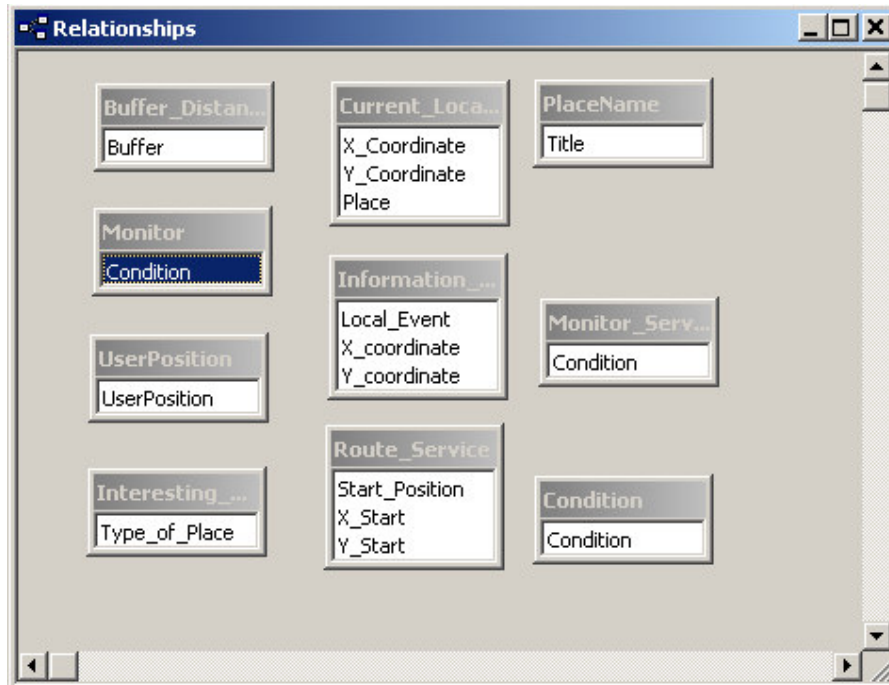 Relationships
Buffer_Distan...
Buffer
Monitor
Condition
UserPosition
UserPosition
Interesting_...
Type_of_Place
Current_Loca...
X_Coordinate
Y_Coordinate
Place
Information_...
Local_Event
X_coordinate
Y_coordinate
Route_Service
Start_Position
X_Start
Y_Start
PlaceName
Title
Monitor_Serv...
Condition
Condition
Condition